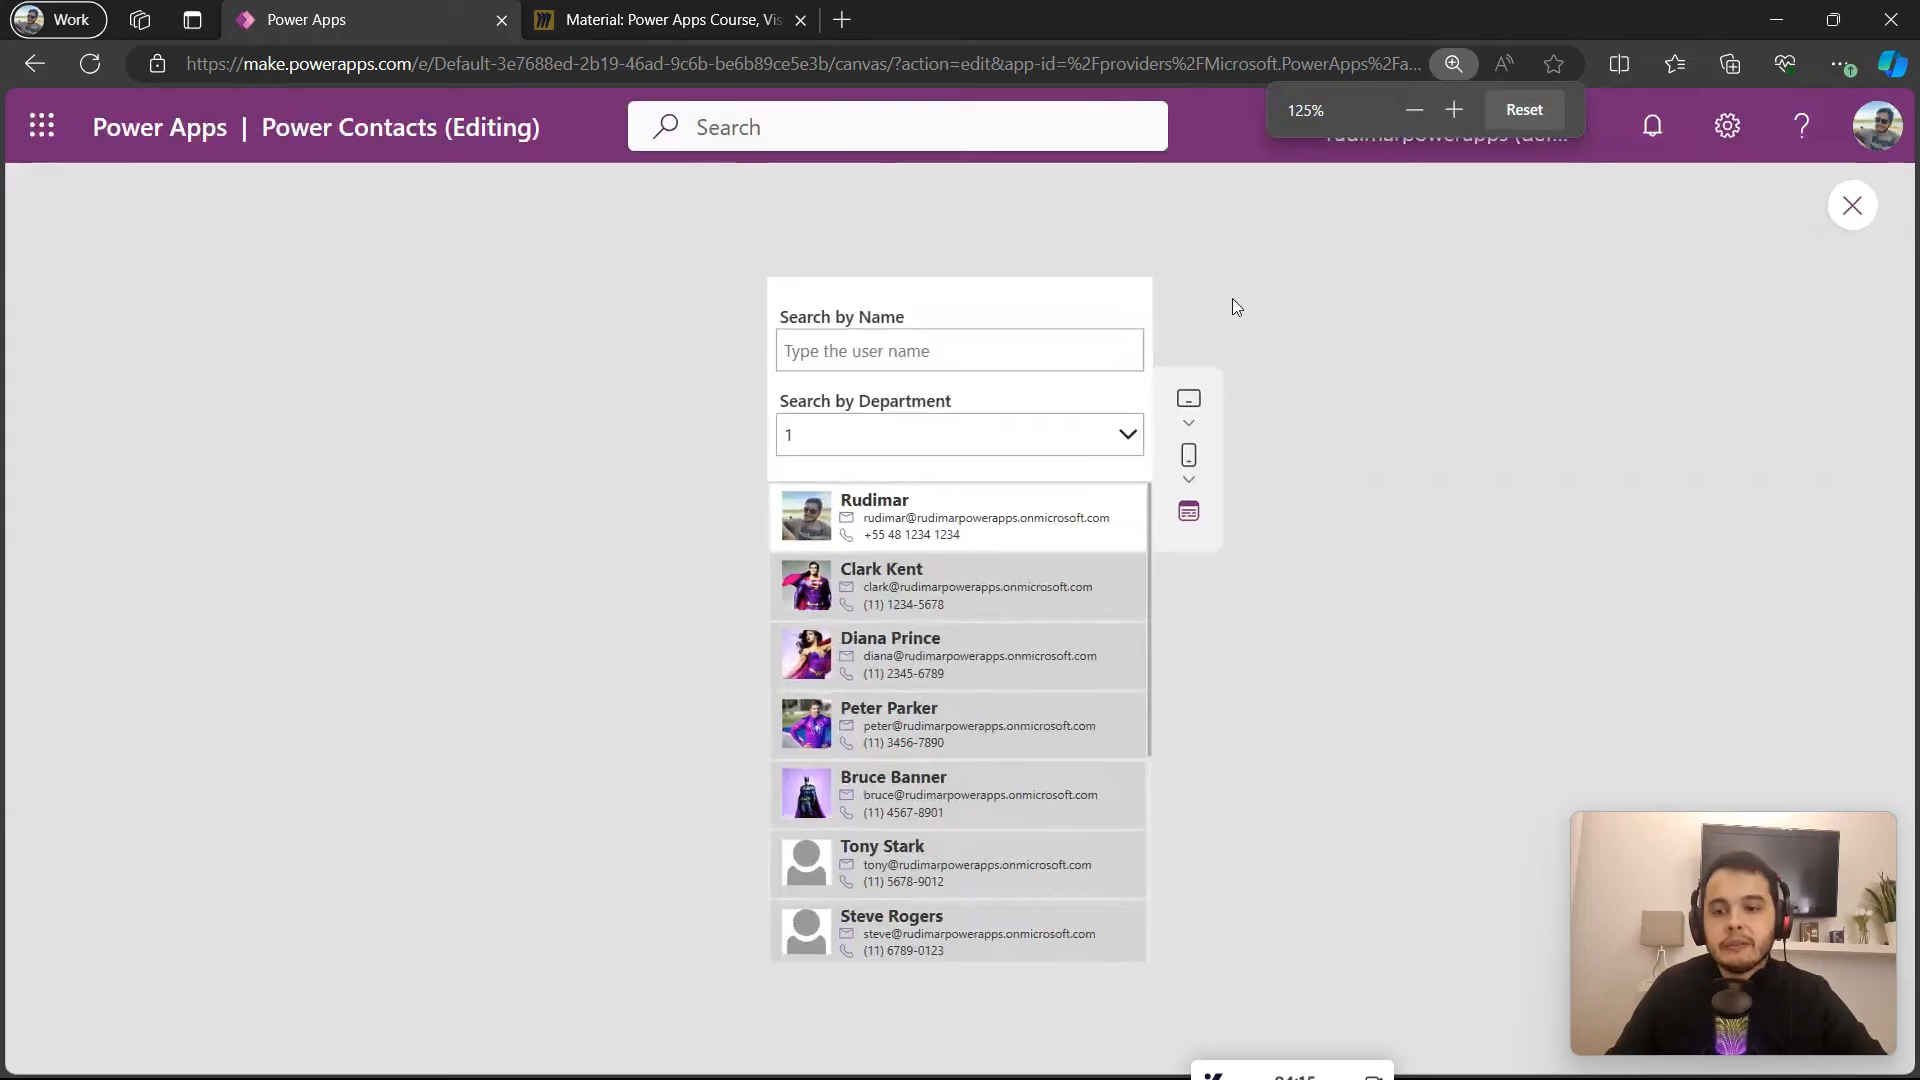 Work
Power Apps
Material: Power Apps Course, Vis
https://make.powerapps.com/e/Default-3e7688ed-2b19-46ad-9c6b-be6b89ce5e3b/canvas/?action=edit&app-id=%2Fproviders%2FMicrosoft.PowerApps%2Fa...
125%
Reset
Power Apps | Power Contacts (Editing)
Search
Search by Name
Type the user name
Search by Department
1
Rudimar
rudimar@rudimarpowerapps.onmicrosoft.com
+55 48 1234 1234
Clark Kent
clark@rudimarpowerapps.onmicrosoft.com
(11) 1234-5678
Diana Prince
diana@rudimarpowerapps.onmicrosoft.com
(11) 2345-6789
Peter Parker
peter@rudimarpowerapps.onmicrosoft.com
(11) 3456-7890
Bruce Banner
bruce@rudimarpowerapps.onmicrosoft.com
(11) 4567-8901
Tony Stark
tony@rudimarpowerapps.onmicrosoft.com
(11) 5678-9012
Steve Rogers
steve@rudimarpowerapps.onmicrosoft.com
(11) 6789-0123